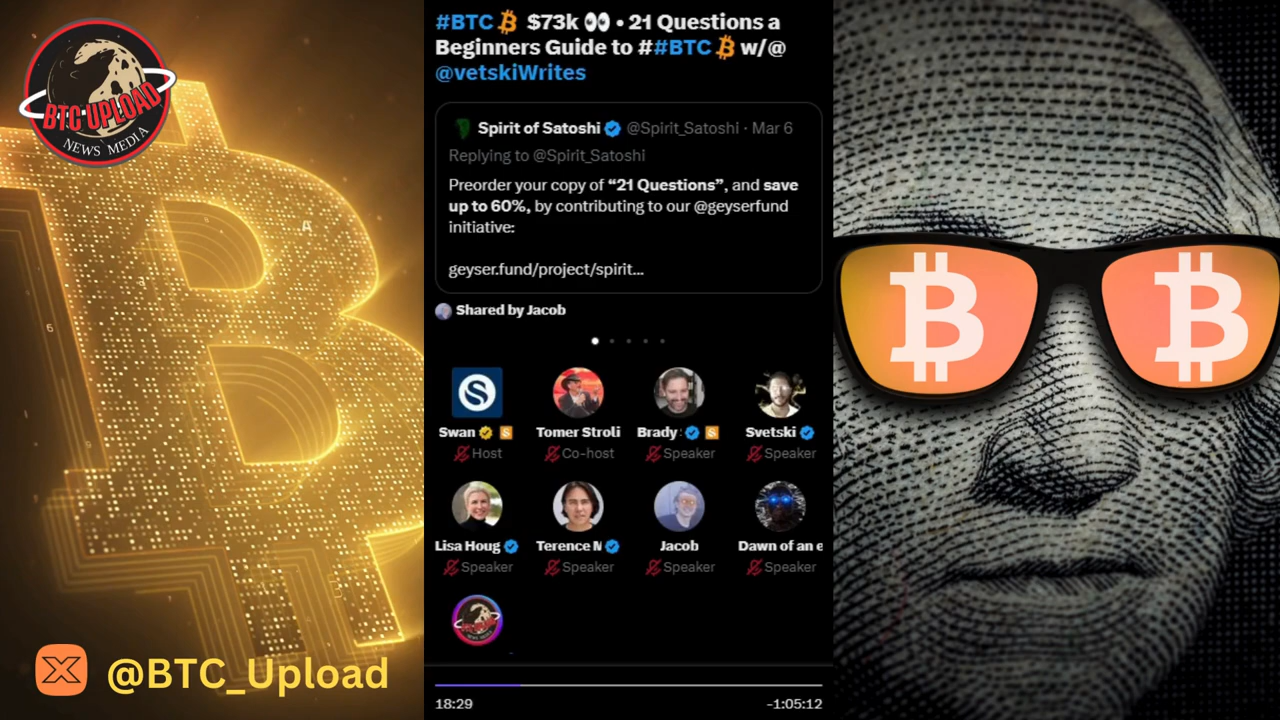 BTC UPLOAD
NEWS MEDIA
@BTC_Upload
#BTC $73k 👀 • 21 Questions a
Beginners Guide to ##BTC w/@
@vetskiWrites
Spirit of Satoshi @Spirit_Satoshi · Mar 6
Replying to @Spirit_Satoshi
Preorder your copy of “21 Questions”, and save
up to 60%, by contributing to our @geyserfund
initiative:
geyser.fund/project/spirit...
Shared by Jacob
Swan Tomer Stroli Brady Svetski
Host Co-host Speaker Speaker
Lisa Houg Terence Jacob Dawn of an e
Speaker Speaker Speaker Speaker
18:29 -1:05:12